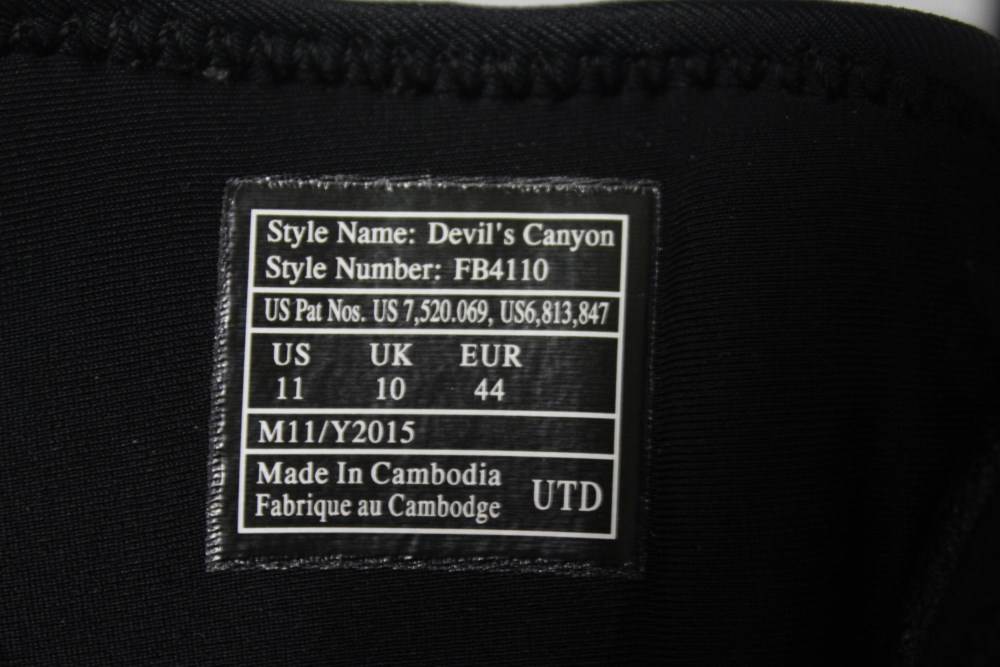 Style Name: Devil's Canyon
Style Number: FB4110
US Pat Nos. US 7,520.069, US6,813,847
US UK EUR
11 10 44
M11/Y2015
Made In Cambodia
Fabrique au Cambodge
UTD